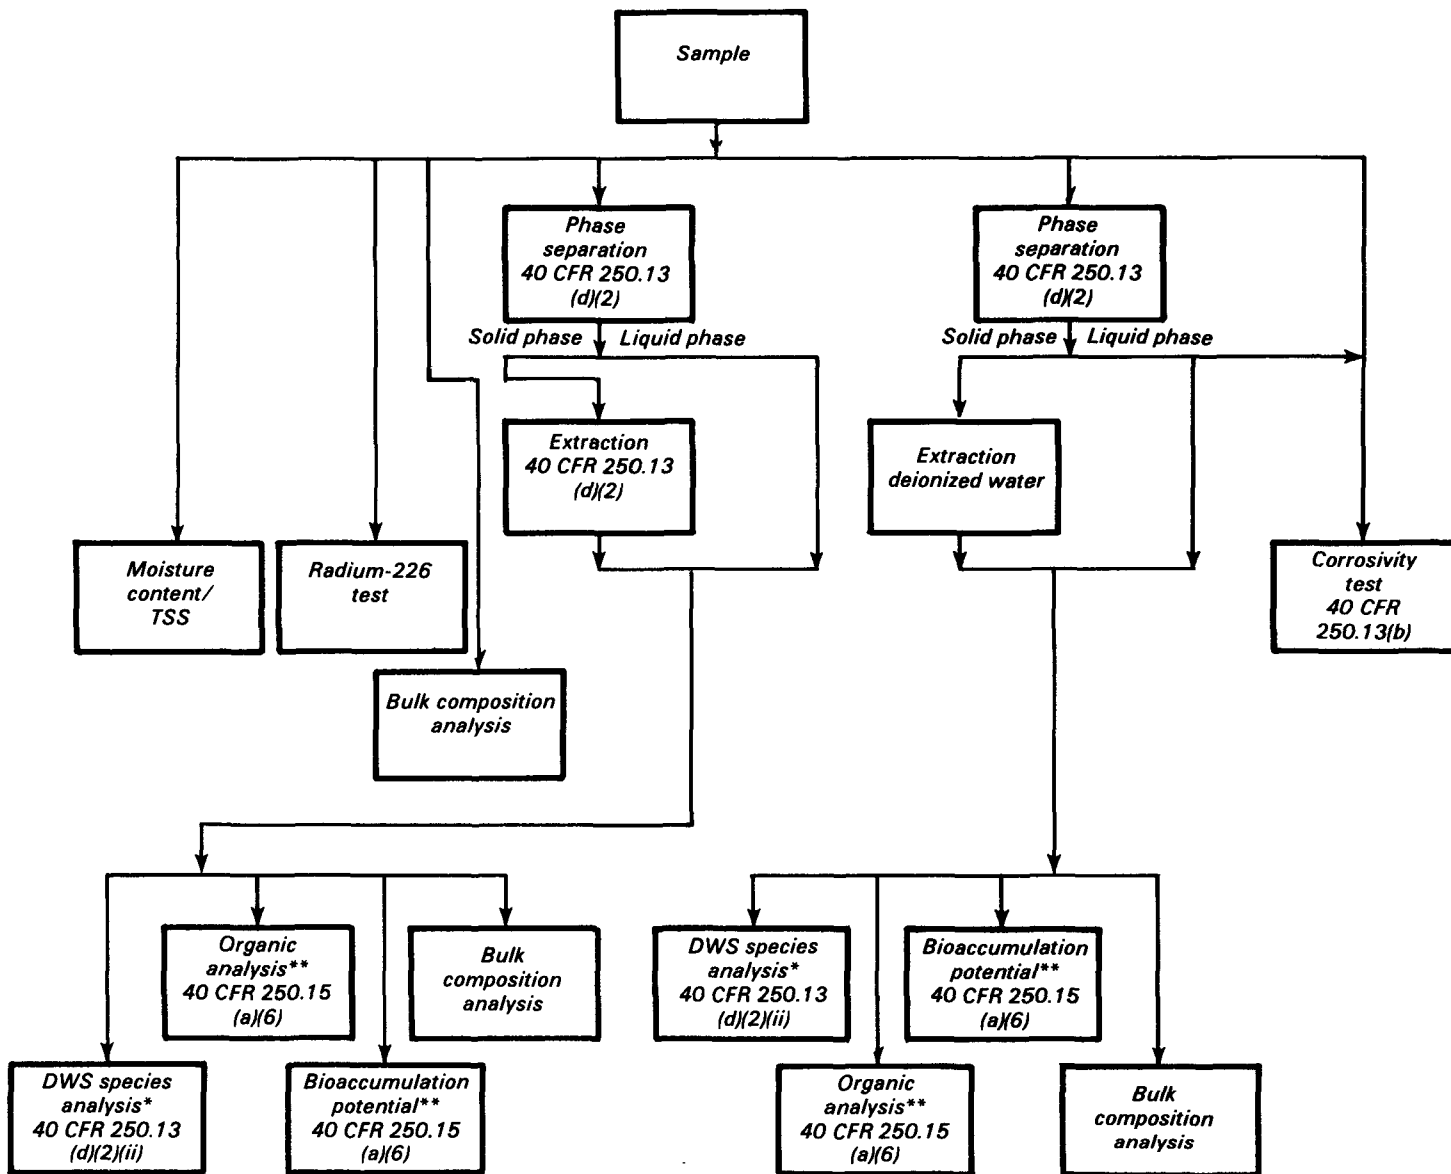 Sample
Phase
separation
40 CFR 250.13
(d)(2)
Phase
separation
40 CFR 250.13
(d)(2)
Solid phase
Liquid phase
Solid phase
Liquid phase
Extraction
40 CFR 250.13
(d)(2)
Extraction
deionized water
Moisture
content/
TSS
Radium-226
test
Corrosivity
test
40 CFR
250.13(b)
Bulk composition
analysis
Organic
analysis**
40 CFR 250.15
(a)(6)
Bulk
composition
analysis
DWS species
analysis*
40 CFR 250.13
(d)(2)(ii)
Bioaccumulation
potential**
40 CFR 250.15
(a)(6)
DWS species
analysis*
40 CFR 250.13
(d)(2)(ii)
Bioaccumulation
potential**
40 CFR 250.15
(a)(6)
Organic
analysis**
40 CFR 250.15
(a)(6)
Bulk
composition
analysis